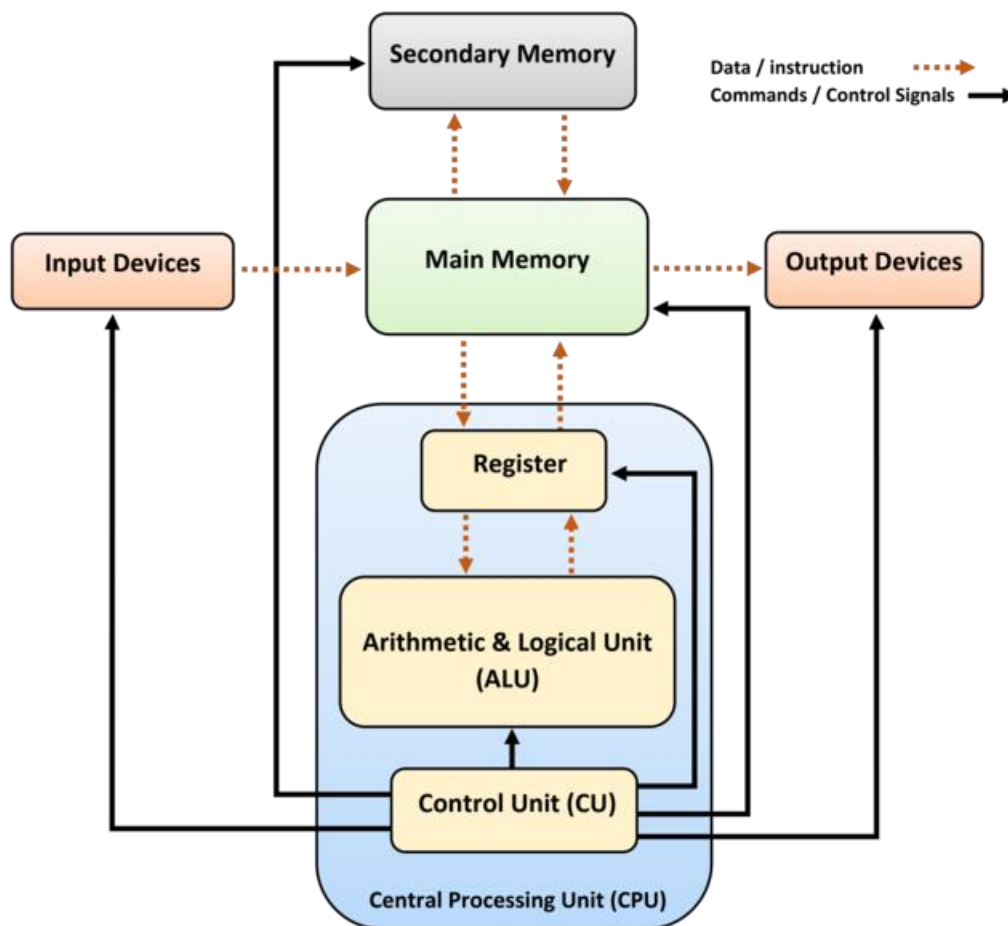 Secondary Memory
Data / instruction
Commands / Control Signals
Input Devices
Main Memory
Output Devices
Register
Arithmetic & Logical Unit
(ALU)
Control Unit (CU)
Central Processing Unit (CPU)